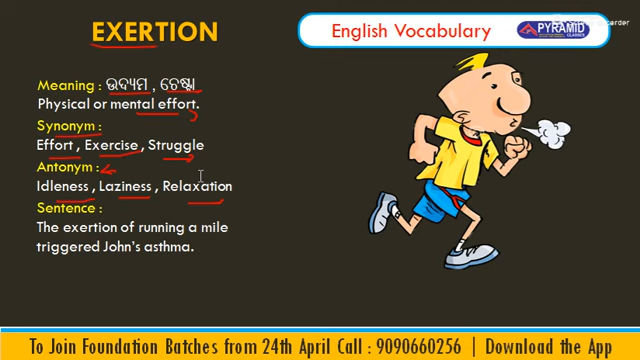 EXERTION
English Vocabulary
PYRAMID
CLASSES
Meaning : ଉଦ୍ୟମ , ଚେଷ୍ଟା
Physical or mental effort.
Synonym :
Effort , Exercise , Struggle
Antonym :
Idleness , Laziness , Relaxation
Sentence :
The exertion of running a mile
triggered John's asthma.
To Join Foundation Batches from 24th April Call : 9090660256 | Download the App